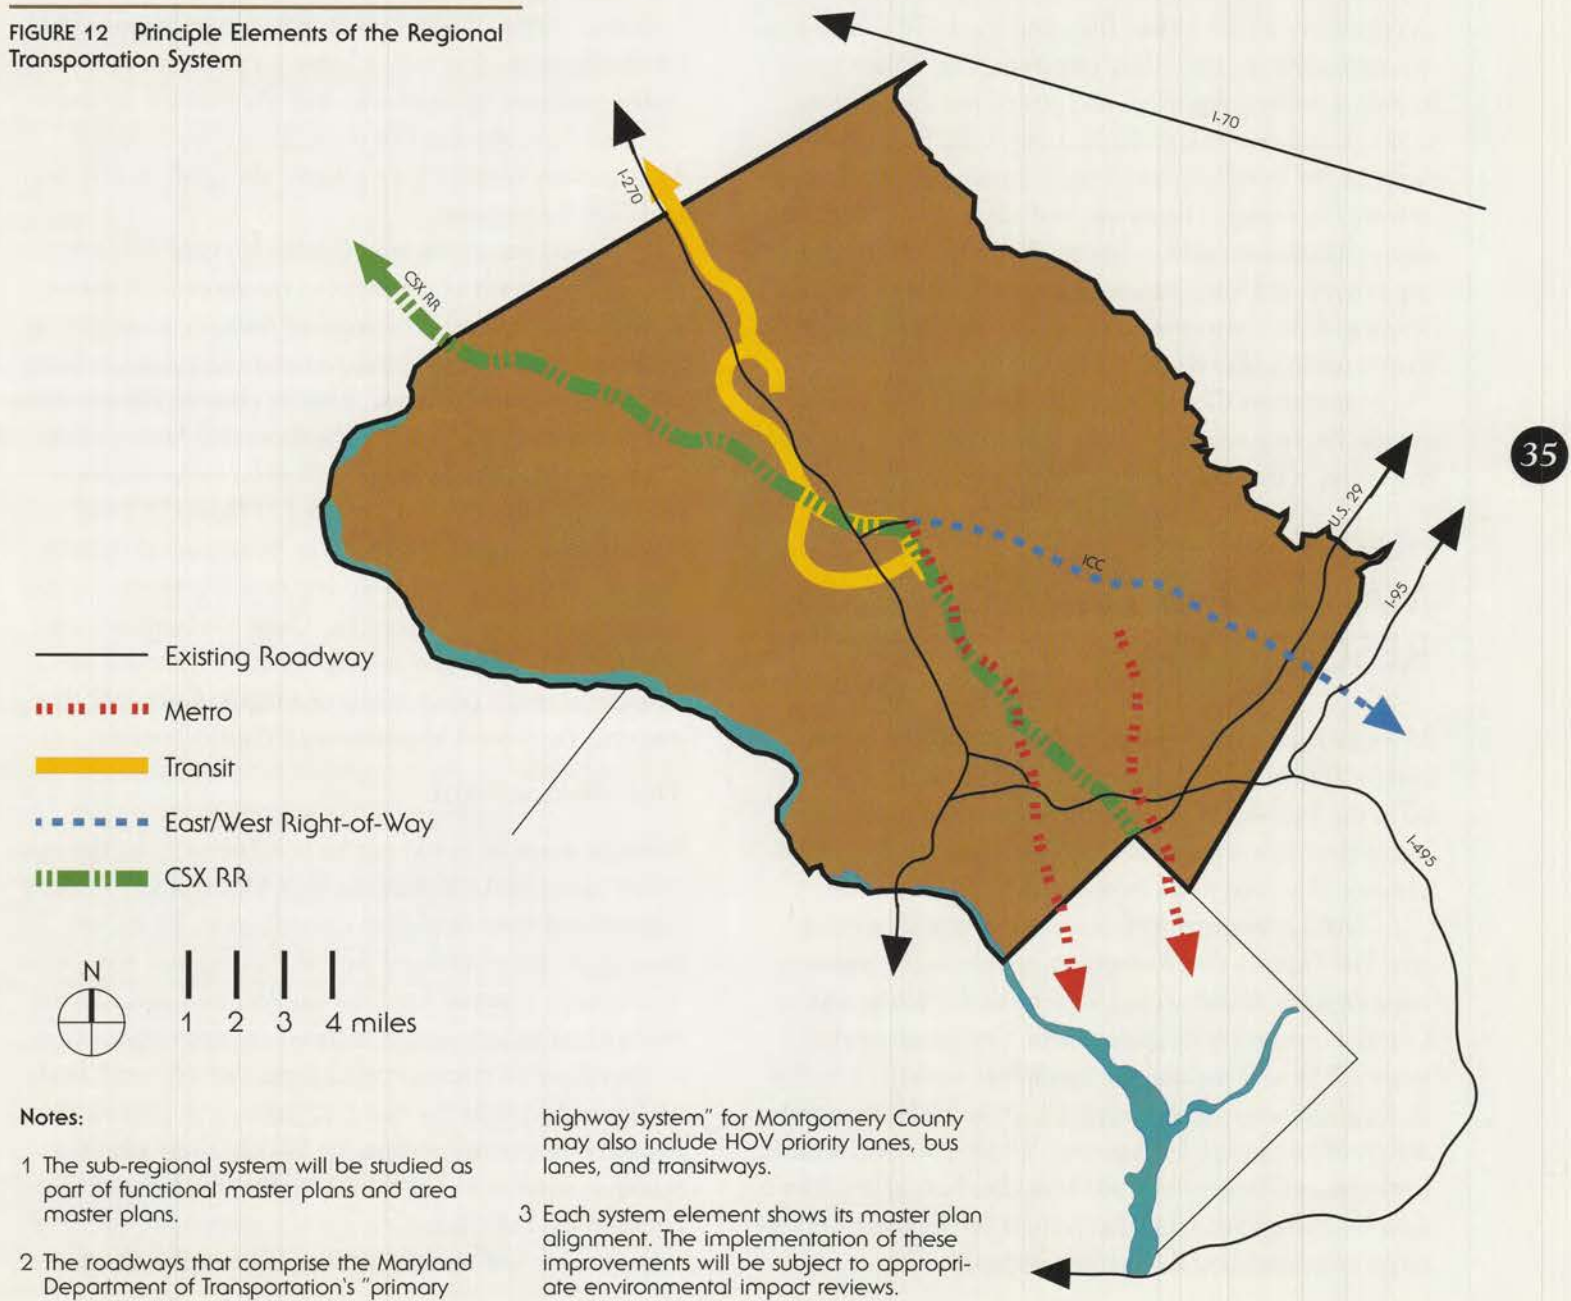 FIGURE 12 Principle Elements of the Regional
Transportation System
I-70
I-270
CSX RR
35
U.S. 29
I-95
ICC
Existing Roadway
Metro
Transit
East/West Right-of-Way
CSX RR
I-495
N
1 2 3 4 miles
Notes:
1 The sub-regional system will be studied as
part of functional master plans and area
master plans.
2 The roadways that comprise the Maryland
Department of Transportation's "primary
highway system" for Montgomery County
may also include HOV priority lanes, bus
lanes, and transitways.
3 Each system element shows its master plan
alignment. The implementation of these
improvements will be subject to appropri-
ate environmental impact reviews.